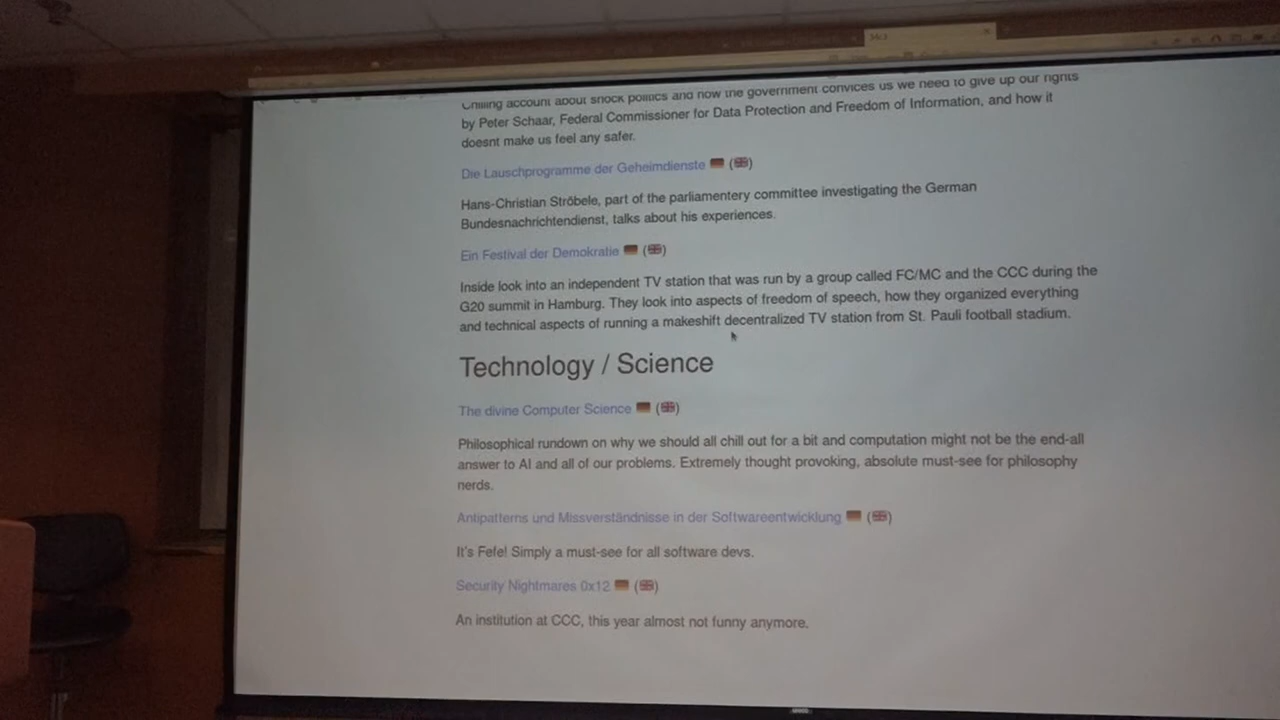 Chilling account about shock politics and how the government convices us we need to give up our rights
by Peter Schaar, Federal Commissioner for Data Protection and Freedom of Information, and how it
doesnt make us feel any safer.
Die Lauschprogramme der Geheimdienste ( )
Hans-Christian Ströbele, part of the parliamentery committee investigating the German
Bundesnachrichtendienst, talks about his experiences.
Ein Festival der Demokratie ( )
Inside look into an independent TV station that was run by a group called FC/MC and the CCC during the
G20 summit in Hamburg. They look into aspects of freedom of speech, how they organized everything
and technical aspects of running a makeshift decentralized TV station from St. Pauli football stadium.
Technology / Science
The divine Computer Science ( )
Philosophical rundown on why we should all chill out for a bit and computation might not be the end-all
answer to AI and all of our problems. Extremely thought provoking, absolute must-see for philosophy
nerds.
Antipatterns und Missverständnisse in der Softwareentwicklung ( )
It's Fefe! Simply a must-see for all software devs.
Security Nightmares 0x12 ( )
An institution at CCC, this year almost not funny anymore.